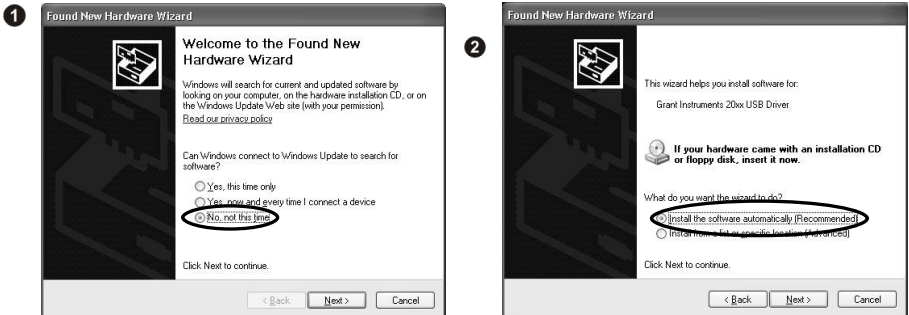 1
Found New Hardware Wizard
Welcome to the Found New
Hardware Wizard
Windows will search for current and updated software by
looking on your computer, on the hardware installation CD, or on
the Windows Update Web site (with your permission).
Read our privacy policy
Can Windows connect to Windows Update to search for
software?
Yes, this time only
Yes, now and every time I connect a device
No, not this time
Click Next to continue.
< Back
Next >
Cancel
2
Found New Hardware Wizard
This wizard helps you install software for:
Grant Instruments 20xx USB Driver
If your hardware came with an installation CD
or floppy disk, insert it now.
What do you want the wizard to do?
Install the software automatically (Recommended)
Install from a list or specific location (Advanced)
Click Next to continue.
< Back
Next >
Cancel